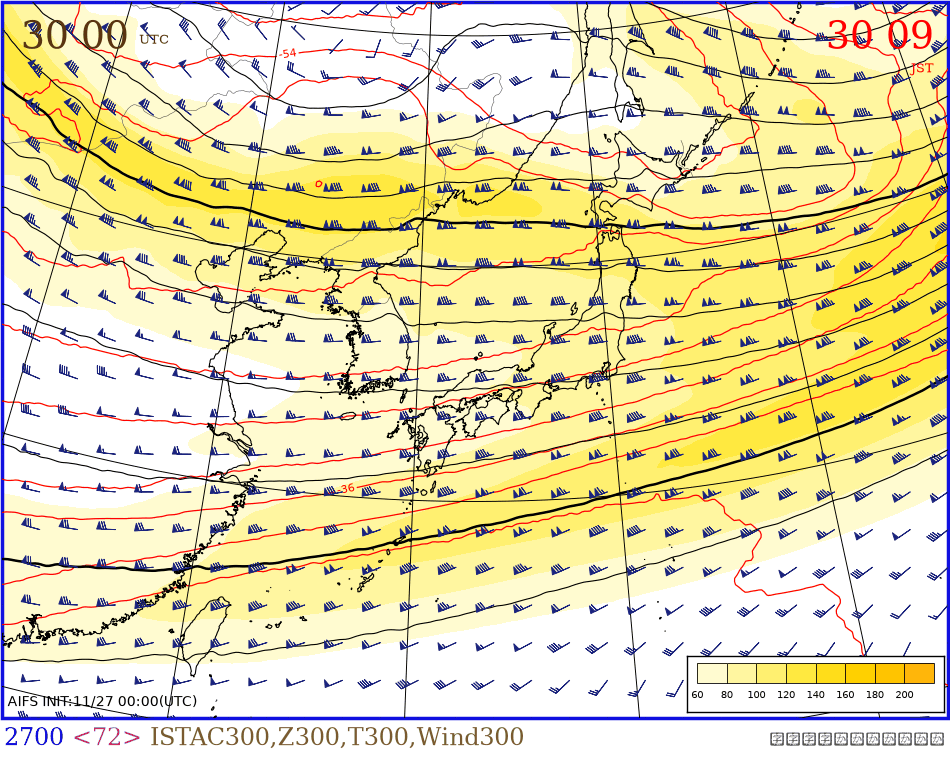 30 00 UTC
30 09
JST
-54
-36
60 80 100 120 140 160 180 200
AIFS INIT:11/27 00:00(UTC)
2700 <72> ISTAC300,Z300,T300,Wind300